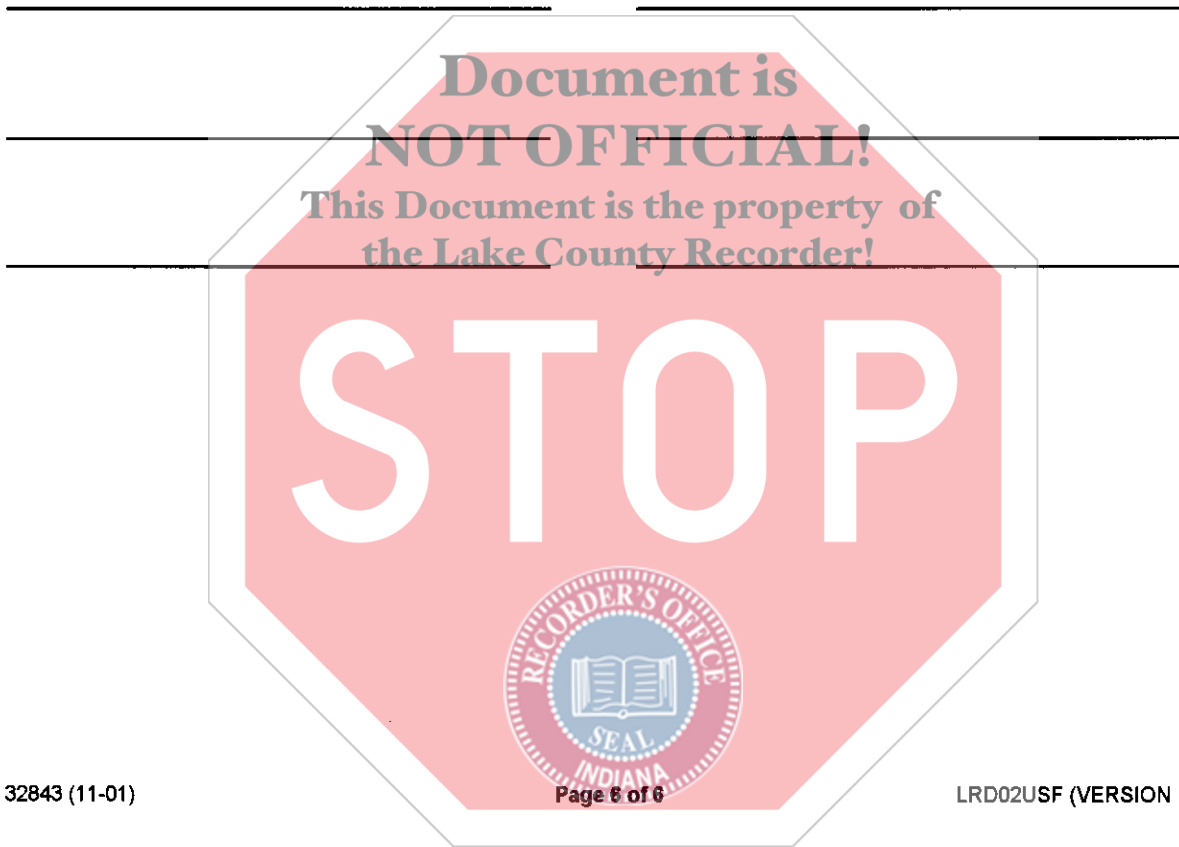 Document is
NOT OFFICIAL!
This Document is the property of
the Lake County Recorder!
STOP
RECORDER'S OFFICE
SEAL
INDIANA
32843 (11-01) Page 6 of 6 LRD02USF (VERSION